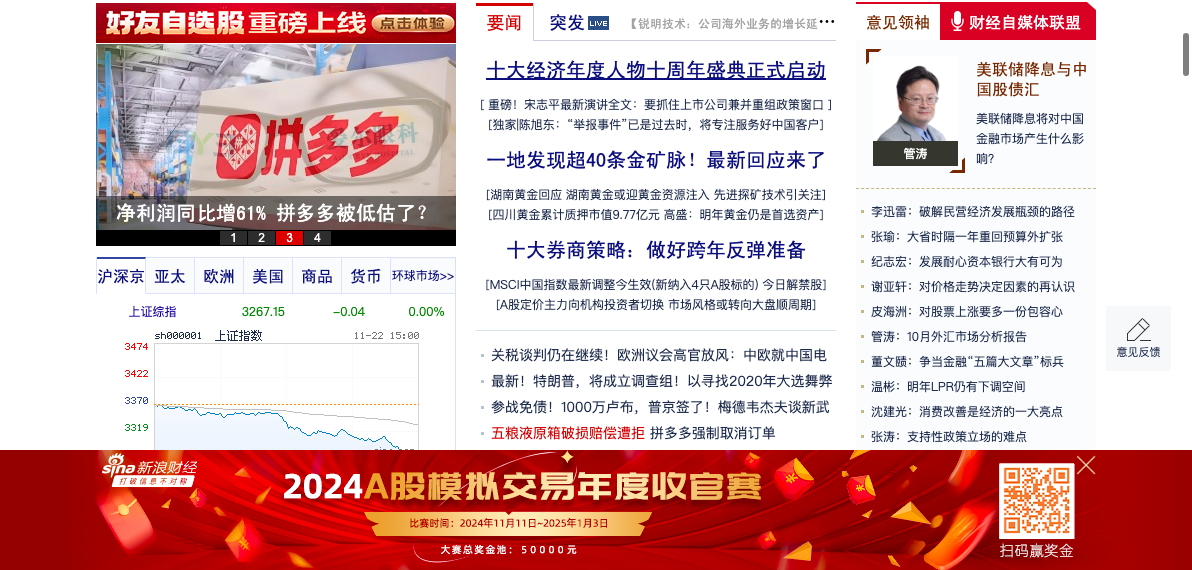 好友自选股重磅上线 点击体验
拼多多
爱尔眼科
净利润同比增61% 拼多多被低估了？
1 2 3 4
沪深京 亚太 欧洲 美国 商品 货币 环球市场>>
上证综指 3267.15 -0.04 0.00%
sh000001 上证指数 11-22 15:00
3474
3422
3370
3319
要闻 突发 LIVE 【锐明技术：公司海外业务的增长延···
十大经济年度人物十周年盛典正式启动
[ 重磅！宋志平最新演讲全文：要抓住上市公司兼并重组政策窗口 ]
[独家|陈旭东：“举报事件”已是过去时，将专注服务好中国客户]
一地发现超40条金矿脉！最新回应来了
[湖南黄金回应 湖南黄金或迎黄金资源注入 先进探矿技术引关注]
[四川黄金累计质押市值9.77亿元 高盛：明年黄金仍是首选资产]
十大券商策略：做好跨年反弹准备
[MSCI中国指数最新调整今生效(新纳入4只A股标的) 今日解禁股]
[A股定价主力向机构投资者切换 市场风格或转向大盘顺周期]
关税谈判仍在继续！欧洲议会高官放风：中欧就中国电
最新！特朗普，将成立调查组！以寻找2020年大选舞弊
参战免债！1000万卢布，普京签了！梅德韦杰夫谈新武
五粮液原箱破损赔偿遭拒 拼多多强制取消订单
意见领袖 财经自媒体联盟
美联储降息与中
国股债汇
美联储降息将对中国
金融市场产生什么影
响?
管涛
李迅雷：破解民营经济发展瓶颈的路径
张瑜：大省时隔一年重回预算外扩张
纪志宏：发展耐心资本银行大有可为
谢亚轩：对价格走势决定因素的再认识
皮海洲：对股票上涨要多一份包容心
管涛：10月外汇市场分析报告
董文赜：争当金融“五篇大文章”标兵
温彬：明年LPR仍有下调空间
沈建光：消费改善是经济的一大亮点
张涛：支持性政策立场的难点
意见反馈
sina 新浪财经
打破信息不对称
2024A股模拟交易年度收官赛
比赛时间：2024年11月11日~2025年1月3日
大赛总奖金池：50000元
扫码赢奖金